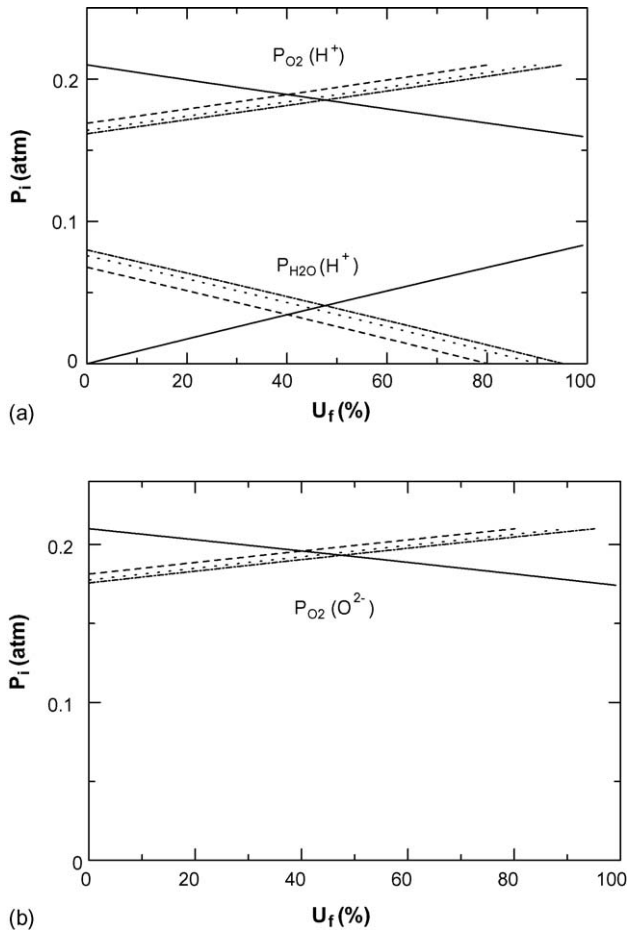 P_O2 (H^+)
0.2
P_i (atm)
0.1
P_H2O (H^+)
0
0 20 40 60 80 100
(a)
U_f (%)
0.2
P_O2 (O^2-)
P_i (atm)
0.1
0
0 20 40 60 80 100
(b)
U_f (%)